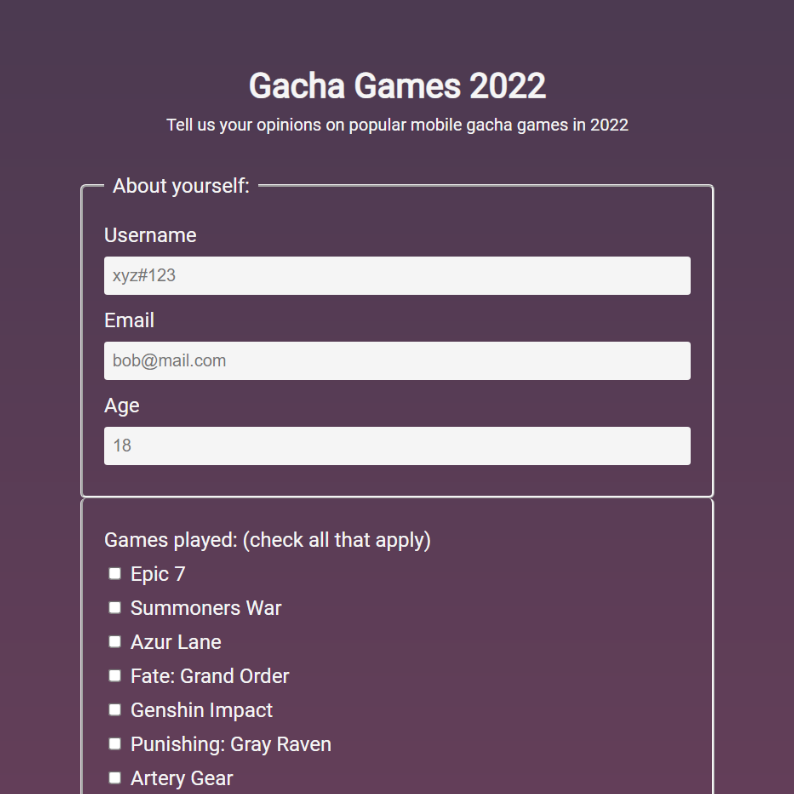 Gacha Games 2022
Tell us your opinions on popular mobile gacha games in 2022
About yourself:
Username
xyz#123
Email
bob@mail.com
Age
18
Games played: (check all that apply)
Epic 7
Summoners War
Azur Lane
Fate: Grand Order
Genshin Impact
Punishing: Gray Raven
Artery Gear